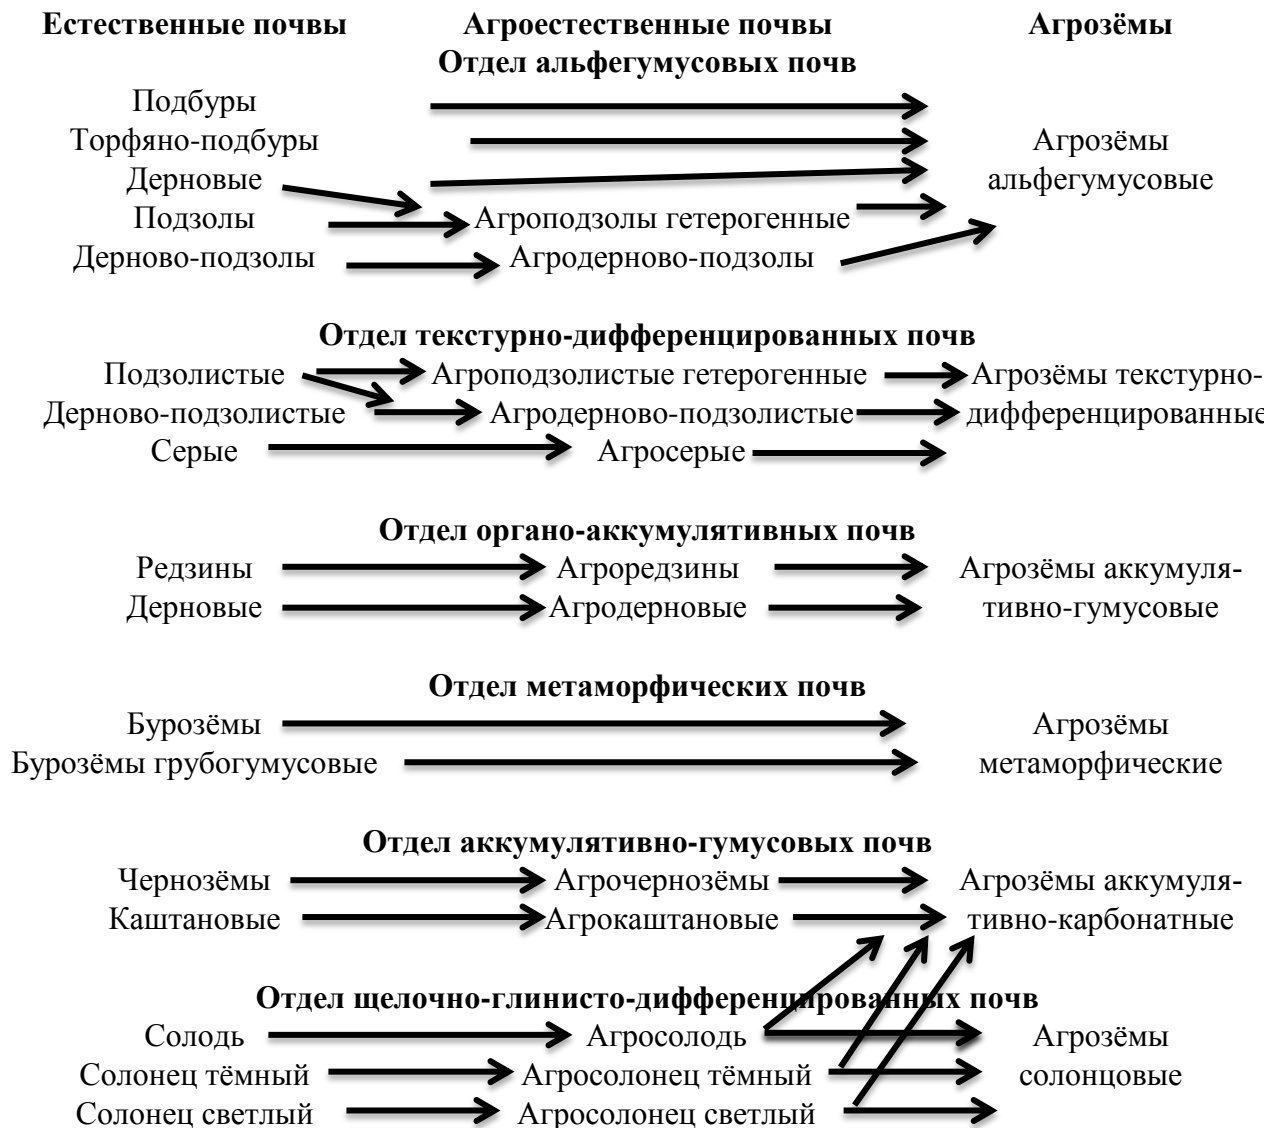 Естественные почвы Агроестественные почвы Агрозёмы
Отдел альфегумусовых почв
Подбуры
Торфяно-подбуры Агрозёмы
Дерновые альфегумусовые
Подзолы Агроподзолы гетерогенные
Дерново-подзолы Агродерново-подзолы
Отдел текстурно-дифференцированных почв
Подзолистые Агроподзолистые гетерогенные Агрозёмы текстурно-
Дерново-подзолистые Агродерново-подзолистые дифференцированные
Серые Агросерые
Отдел органо-аккумулятивных почв
Редзины Агроредзины Агрозёмы аккумуля-
Дерновые Агродерновые тивно-гумусовые
Отдел метаморфических почв
Бурозёмы Агрозёмы
Бурозёмы грубогумусовые метаморфические
Отдел аккумулятивно-гумусовых почв
Чернозёмы Агрочернозёмы Агрозёмы аккумуля-
Каштановые Агрокаштановые тивно-карбонатные
Отдел щелочно-глинисто-дифференцированных почв
Солодь Агросолодь Агрозёмы
Солонец тёмный Агросолонец тёмный солонцовые
Солонец светлый Агросолонец светлый